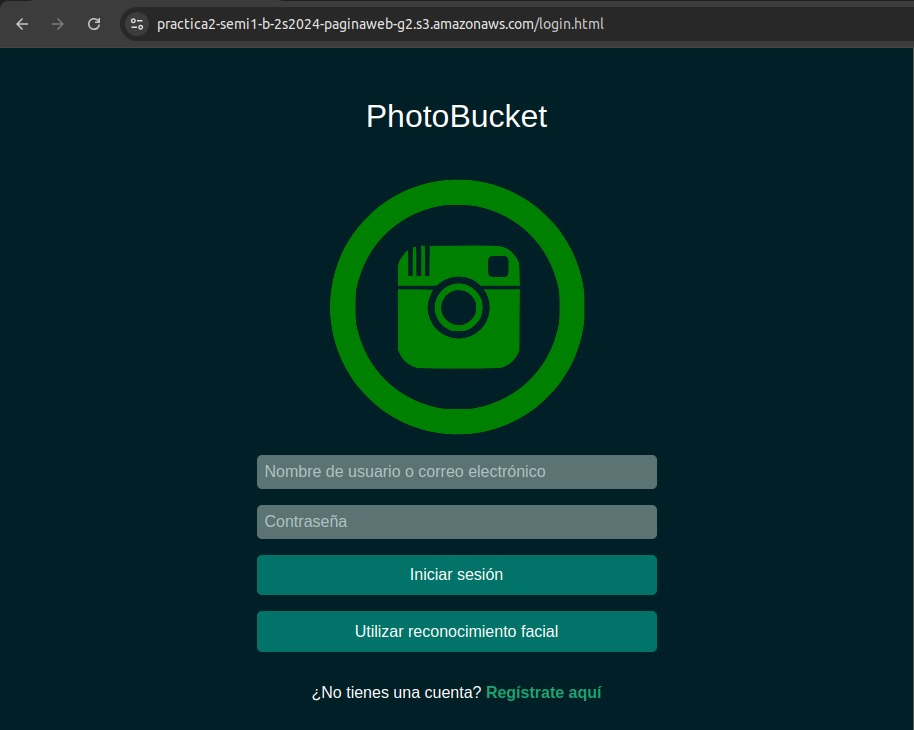 practica2-semi1-b-2s2024-paginaweb-g2.s3.amazonaws.com/login.html
PhotoBucket
Nombre de usuario o correo electrónico
Contraseña
Iniciar sesión
Utilizar reconocimiento facial
¿No tienes una cuenta? Regístrate aquí